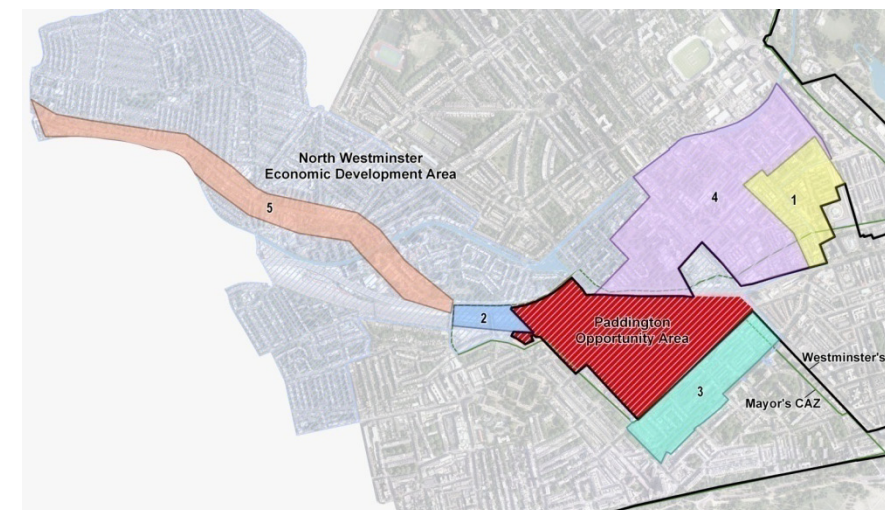 North Westminster
Economic Development Area
5
4
1
2
Paddington
Opportunity Area
3
Westminster's
Mayor's CAZ